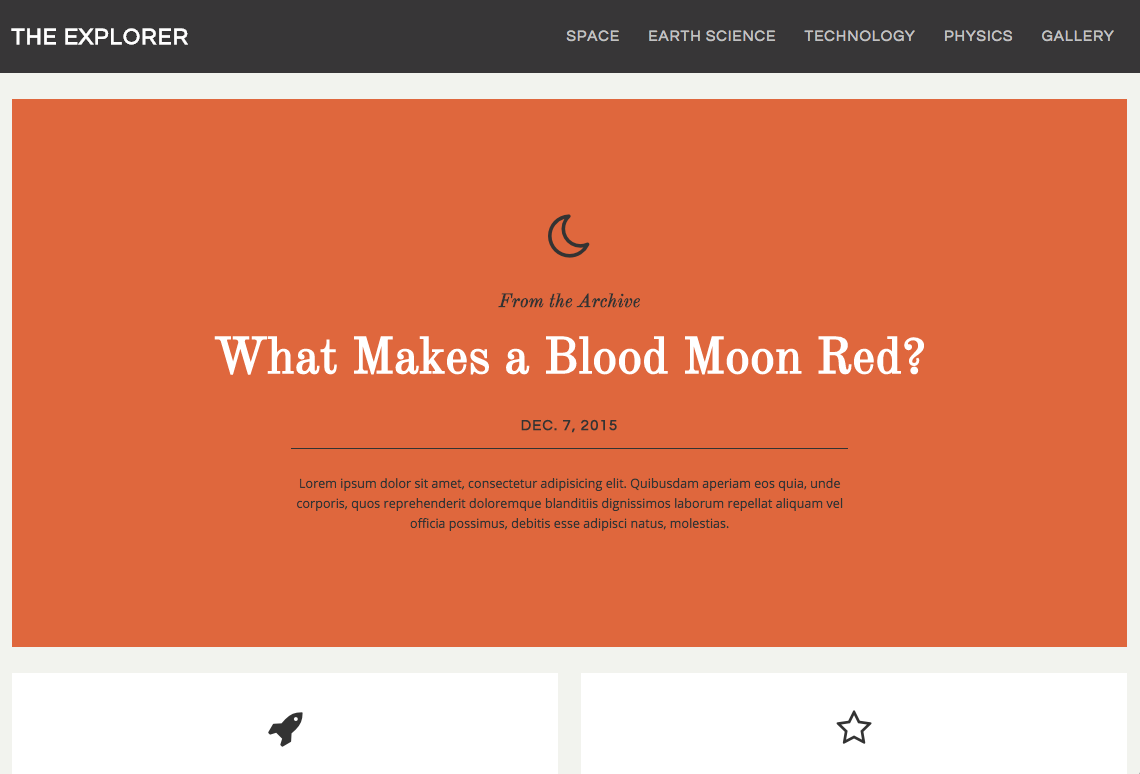 THE EXPLORER
SPACE EARTH SCIENCE TECHNOLOGY PHYSICS GALLERY
From the Archive
What Makes a Blood Moon Red?
DEC. 7, 2015
Lorem ipsum dolor sit amet, consectetur adipisicing elit. Quibusdam aperiam eos quia, unde
corporis, quos reprehenderit doloremque blanditiis dignissimos laborum repellat aliquam vel
officia possimus, debitis esse adipisci natus, molestias.